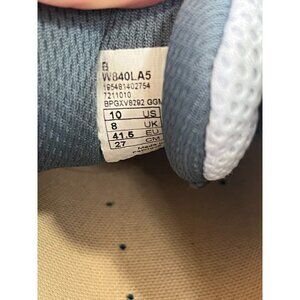 B
W840LA5
195481402754
7211010
BPGXV8292 GGM
10 US
8 UK
41.5 EU
27 CM